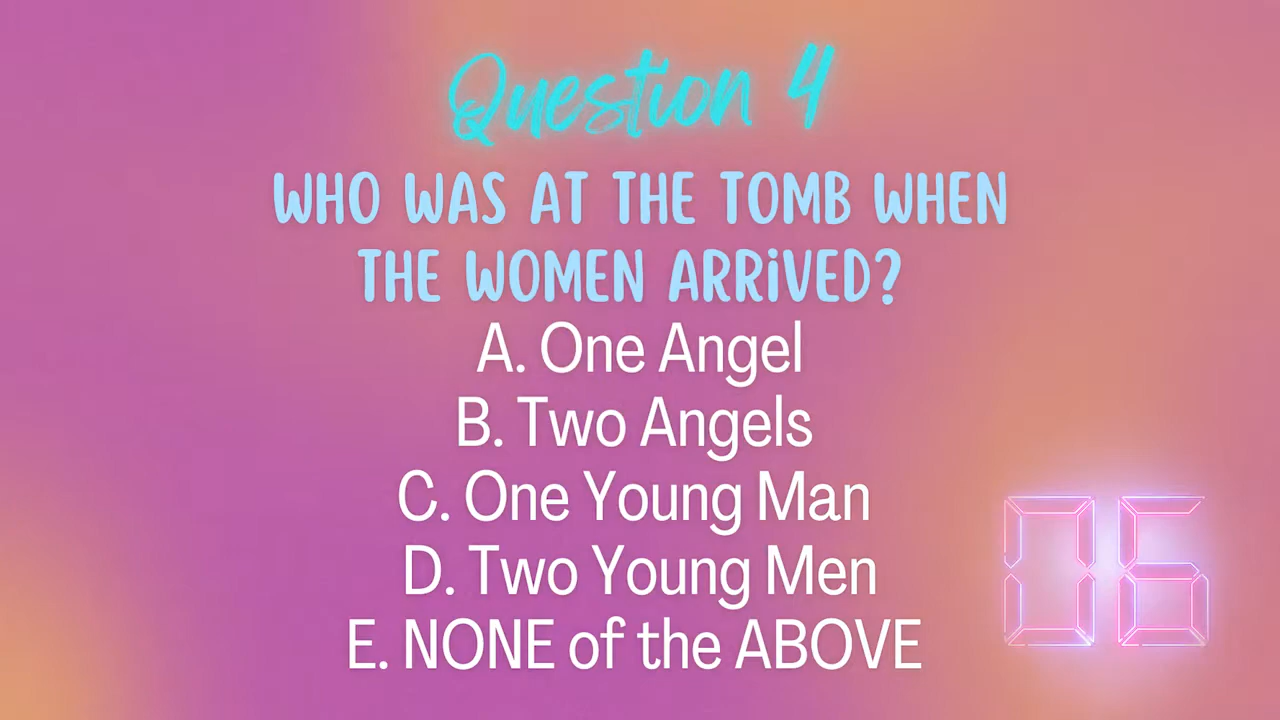 Question 4
WHO WAS AT THE TOMB WHEN
THE WOMEN ARRiVED?
A. One Angel
B. Two Angels
C. One Young Man
D. Two Young Men
E. NONE of the ABOVE
06